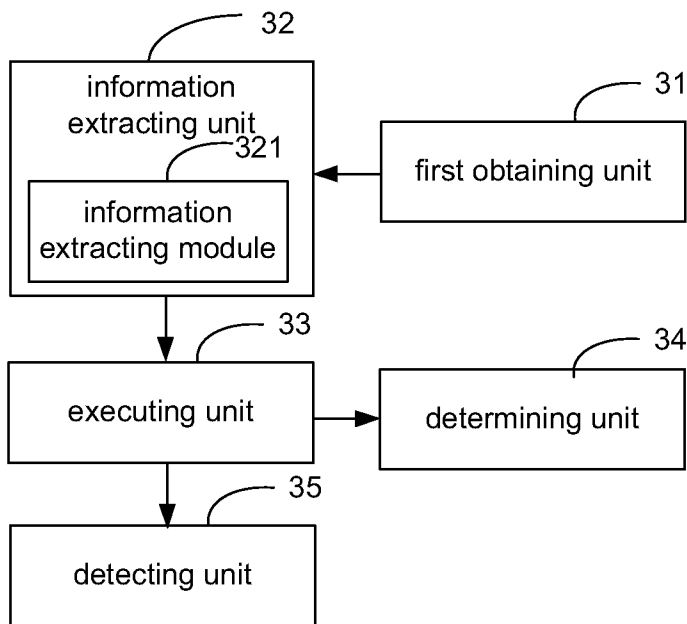 32
information
extracting unit
321
information
extracting module
31
first obtaining unit
33
executing unit
34
determining unit
35
detecting unit